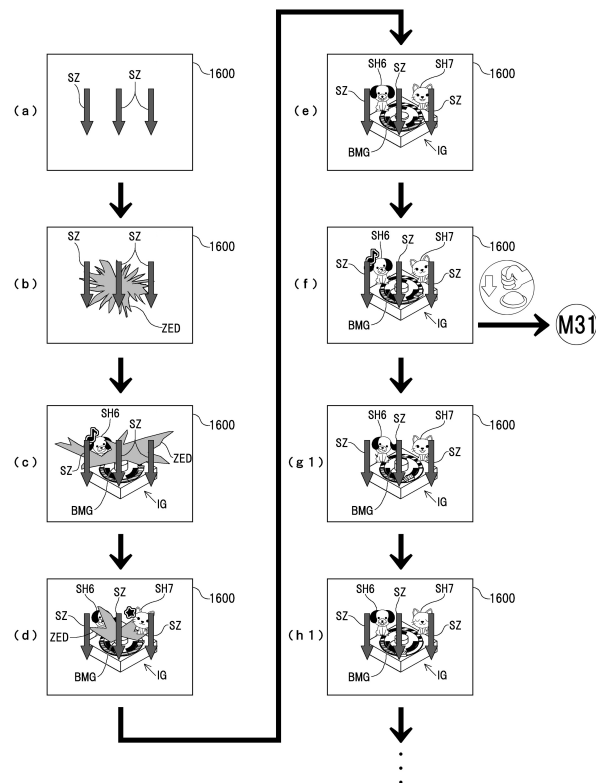 (a)
SZ
SZ
1600
(b)
SZ
SZ
1600
ZED
(c)
SH6
SZ
1600
SZ
ZED
BMG
IG
(d)
SH6
SZ
SH7
1600
SZ
ZED
SZ
BMG
IG
(e)
SH6
SZ
SH7
1600
SZ
SZ
BMG
IG
(f)
SH6
SZ
SH7
1600
SZ
SZ
BMG
IG
M31
(g1)
SH6
SH7
1600
SZ
SZ
SZ
BMG
IG
(h1)
SH6
SZ
SH7
1600
SZ
SZ
BMG
IG